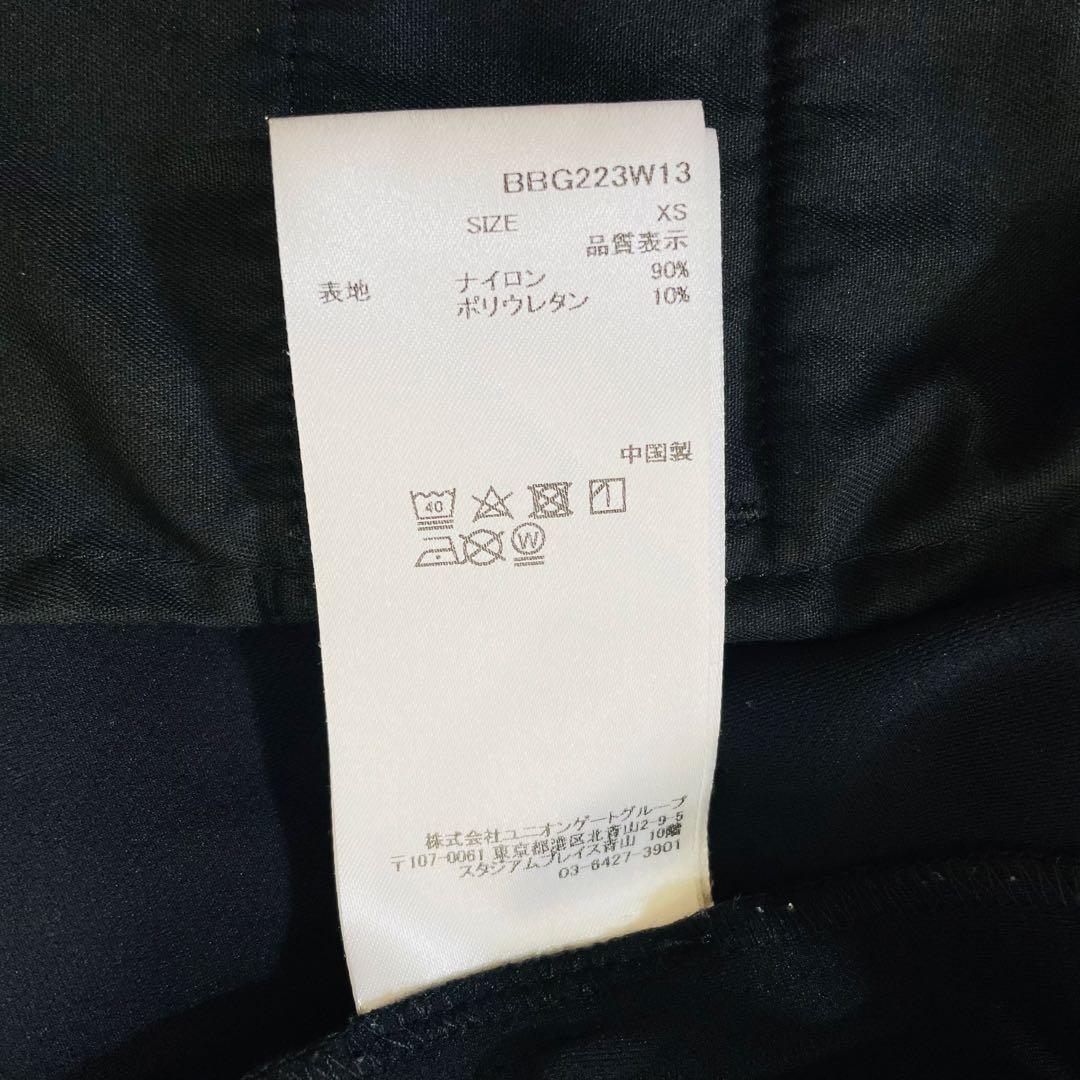 BBG223W13
SIZE XS
品質表示
表地 ナイロン 90%
ポリウレタン 10%
中国製
40
W
株式会社ユニオンゲートグループ
〒107-0061 東京都港区北青山2-9-5
スタジアムプレイス青山 10階
03-6427-3901